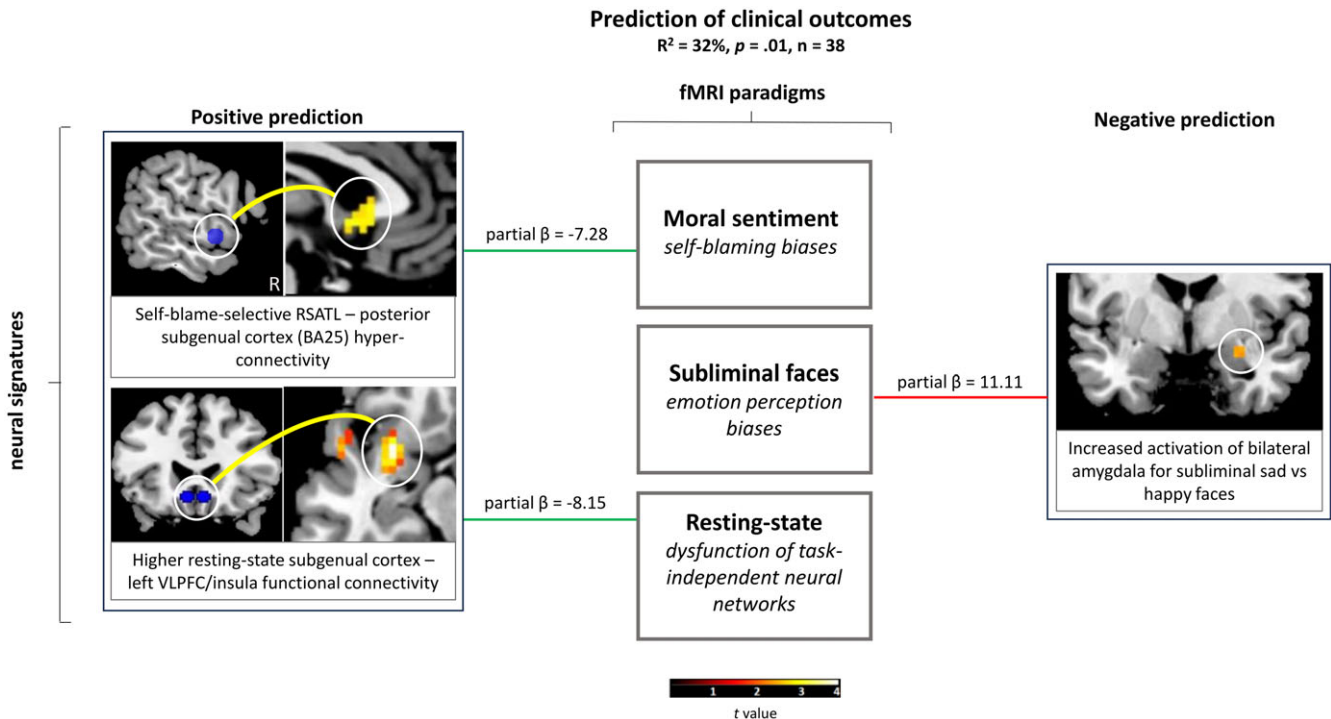 Prediction of clinical outcomes
R² = 32%, p = .01, n = 38
fMRI paradigms
Positive prediction
Negative prediction
neural signatures
R
Self-blame-selective RSATL – posterior
subgenual cortex (BA25) hyper-
connectivity
Higher resting-state subgenual cortex –
left VLPFC/insula functional connectivity
partial β = -7.28
partial β = -8.15
Moral sentiment
self-blaming biases
Subliminal faces
emotion perception
biases
Resting-state
dysfunction of task-
independent neural
networks
partial β = 11.11
Increased activation of bilateral
amygdala for subliminal sad vs
happy faces
1 2 3 4
t value